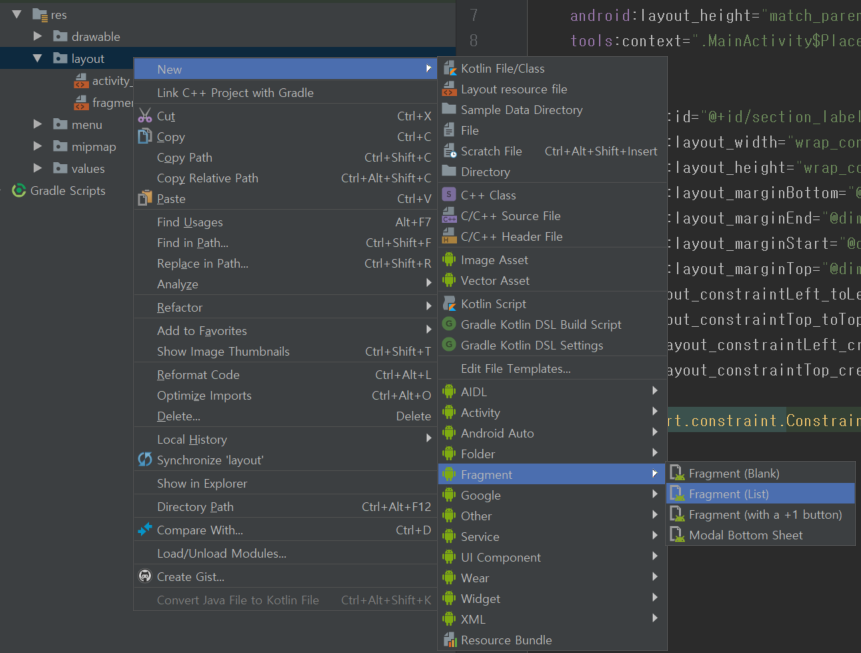 res
drawable
layout
activity_
fragme
menu
mipmap
values
Gradle Scripts
New
Link C++ Project with Gradle
Cut Ctrl+X
Copy Ctrl+C
Copy Path Ctrl+Shift+C
Copy Relative Path Ctrl+Alt+Shift+C
Paste Ctrl+V
Find Usages Alt+F7
Find in Path... Ctrl+Shift+F
Replace in Path... Ctrl+Shift+R
Analyze
Refactor
Add to Favorites
Show Image Thumbnails Ctrl+Shift+T
Reformat Code Ctrl+Alt+L
Optimize Imports Ctrl+Alt+O
Delete... Delete
Local History
Synchronize 'layout'
Show in Explorer
Directory Path Ctrl+Alt+F12
Compare With... Ctrl+D
Load/Unload Modules...
Create Gist...
Convert Java File to Kotlin File Ctrl+Alt+Shift+K
Kotlin File/Class
Layout resource file
Sample Data Directory
File
Scratch File Ctrl+Alt+Shift+Insert
Directory
C++ Class
C/C++ Source File
C/C++ Header File
Image Asset
Vector Asset
Kotlin Script
Gradle Kotlin DSL Build Script
Gradle Kotlin DSL Settings
Edit File Templates...
AIDL
Activity
Android Auto
Folder
Fragment
Google
Other
Service
UI Component
Wear
Widget
XML
Resource Bundle
Fragment (Blank)
Fragment (List)
Fragment (with a +1 button)
Modal Bottom Sheet
7 android:layout_height="match_pare
8 tools:context=".MainActivity$Place
:id="@+id/section_label
:layout_width="wrap_con
:layout_height="wrap_co
:layout_marginBottom="@
:layout_marginEnd="@dim
:layout_marginStart="@d
:layout_marginTop="@dim
out_constraintLeft_toLe
out_constraintTop_toTop
ayout_constraintLeft_cr
ayout_constraintTop_cre
rt.constraint.Constrain